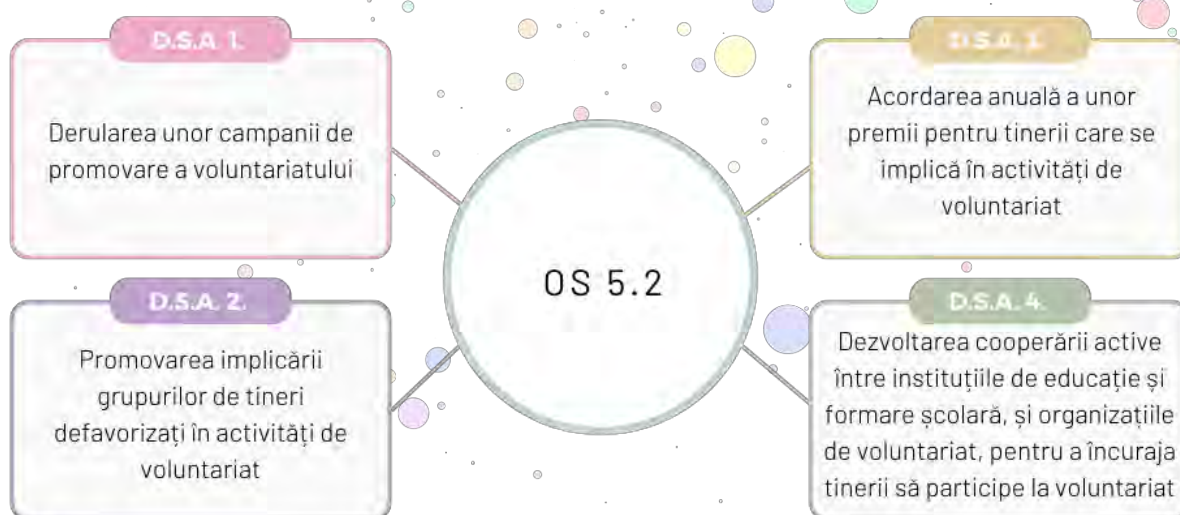 D.S.A. 1.
Derularea unor campanii de
promovare a voluntariatului
D.S.A. 2.
Promovarea implicării
grupurilor de tineri
defavorizați în activități de
voluntariat
OS 5.2
D.S.A. 3.
Acordarea anuală a unor
premii pentru tinerii care se
implică în activități de
voluntariat
D.S.A. 4.
Dezvoltarea cooperării active
între instituțiile de educație și
formare școlară, și organizațiile
de voluntariat, pentru a încuraja
tinerii să participe la voluntariat